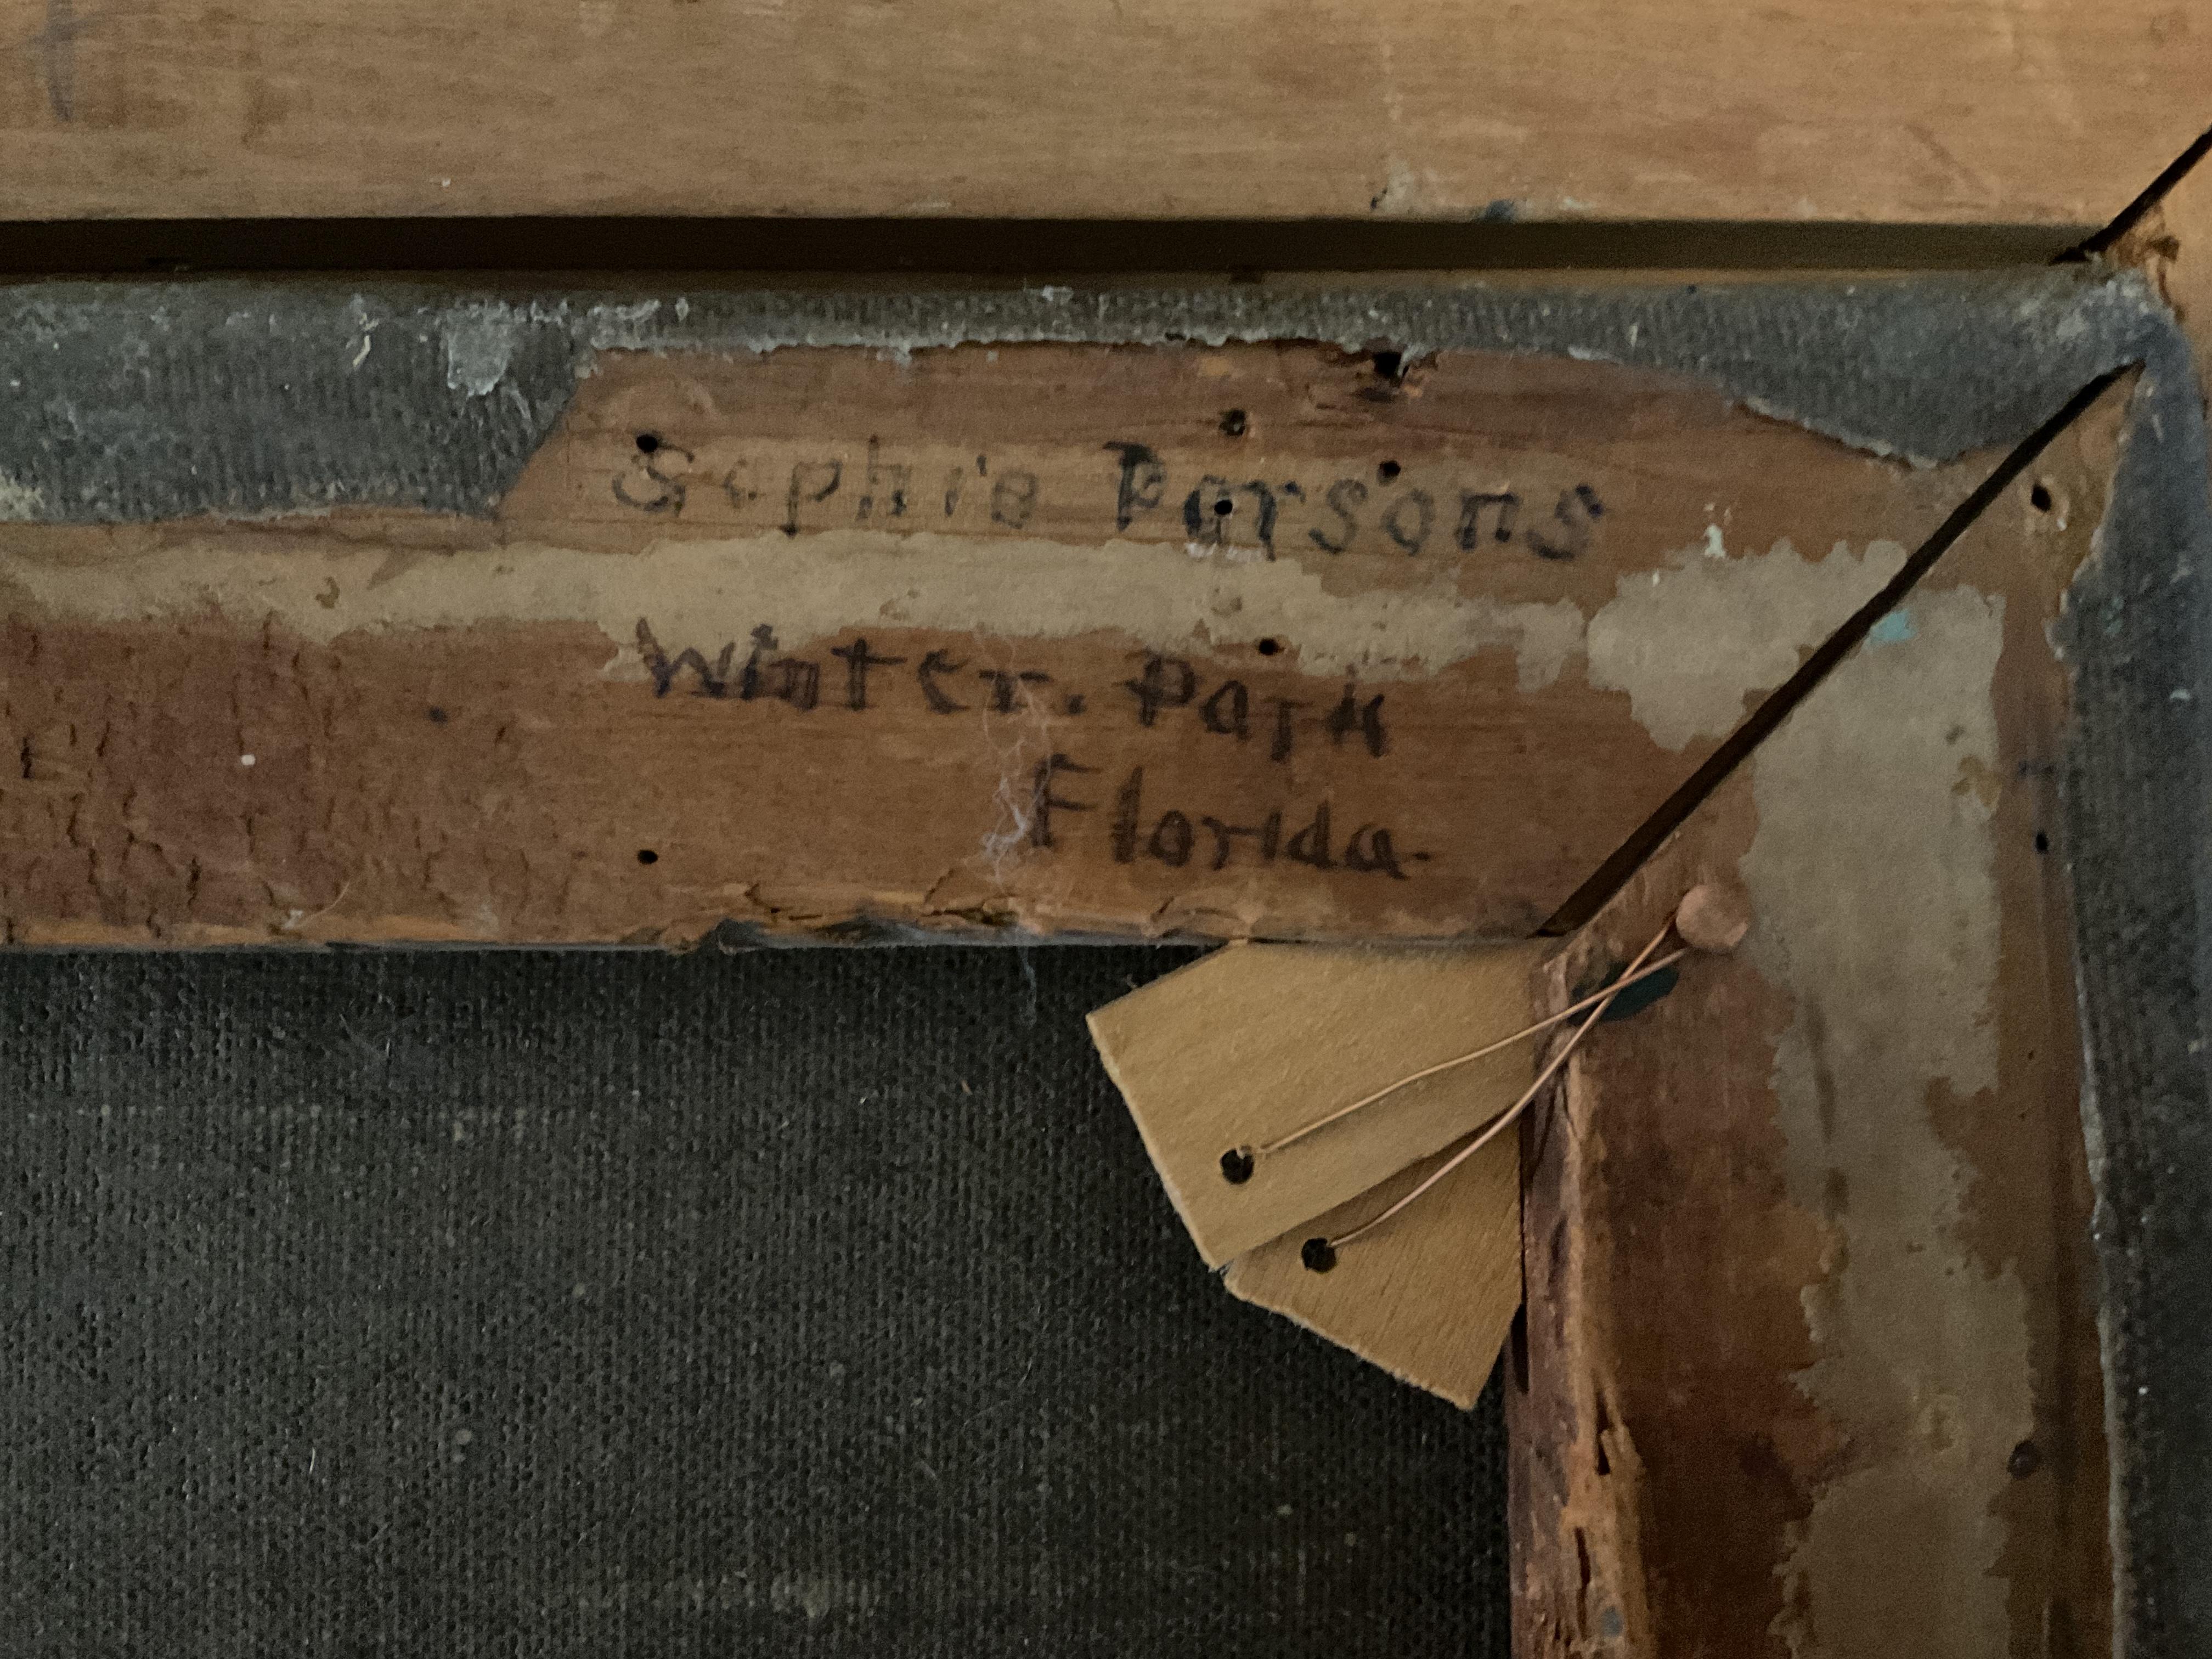 Sophie Parsons
Winter. Park
Florida.